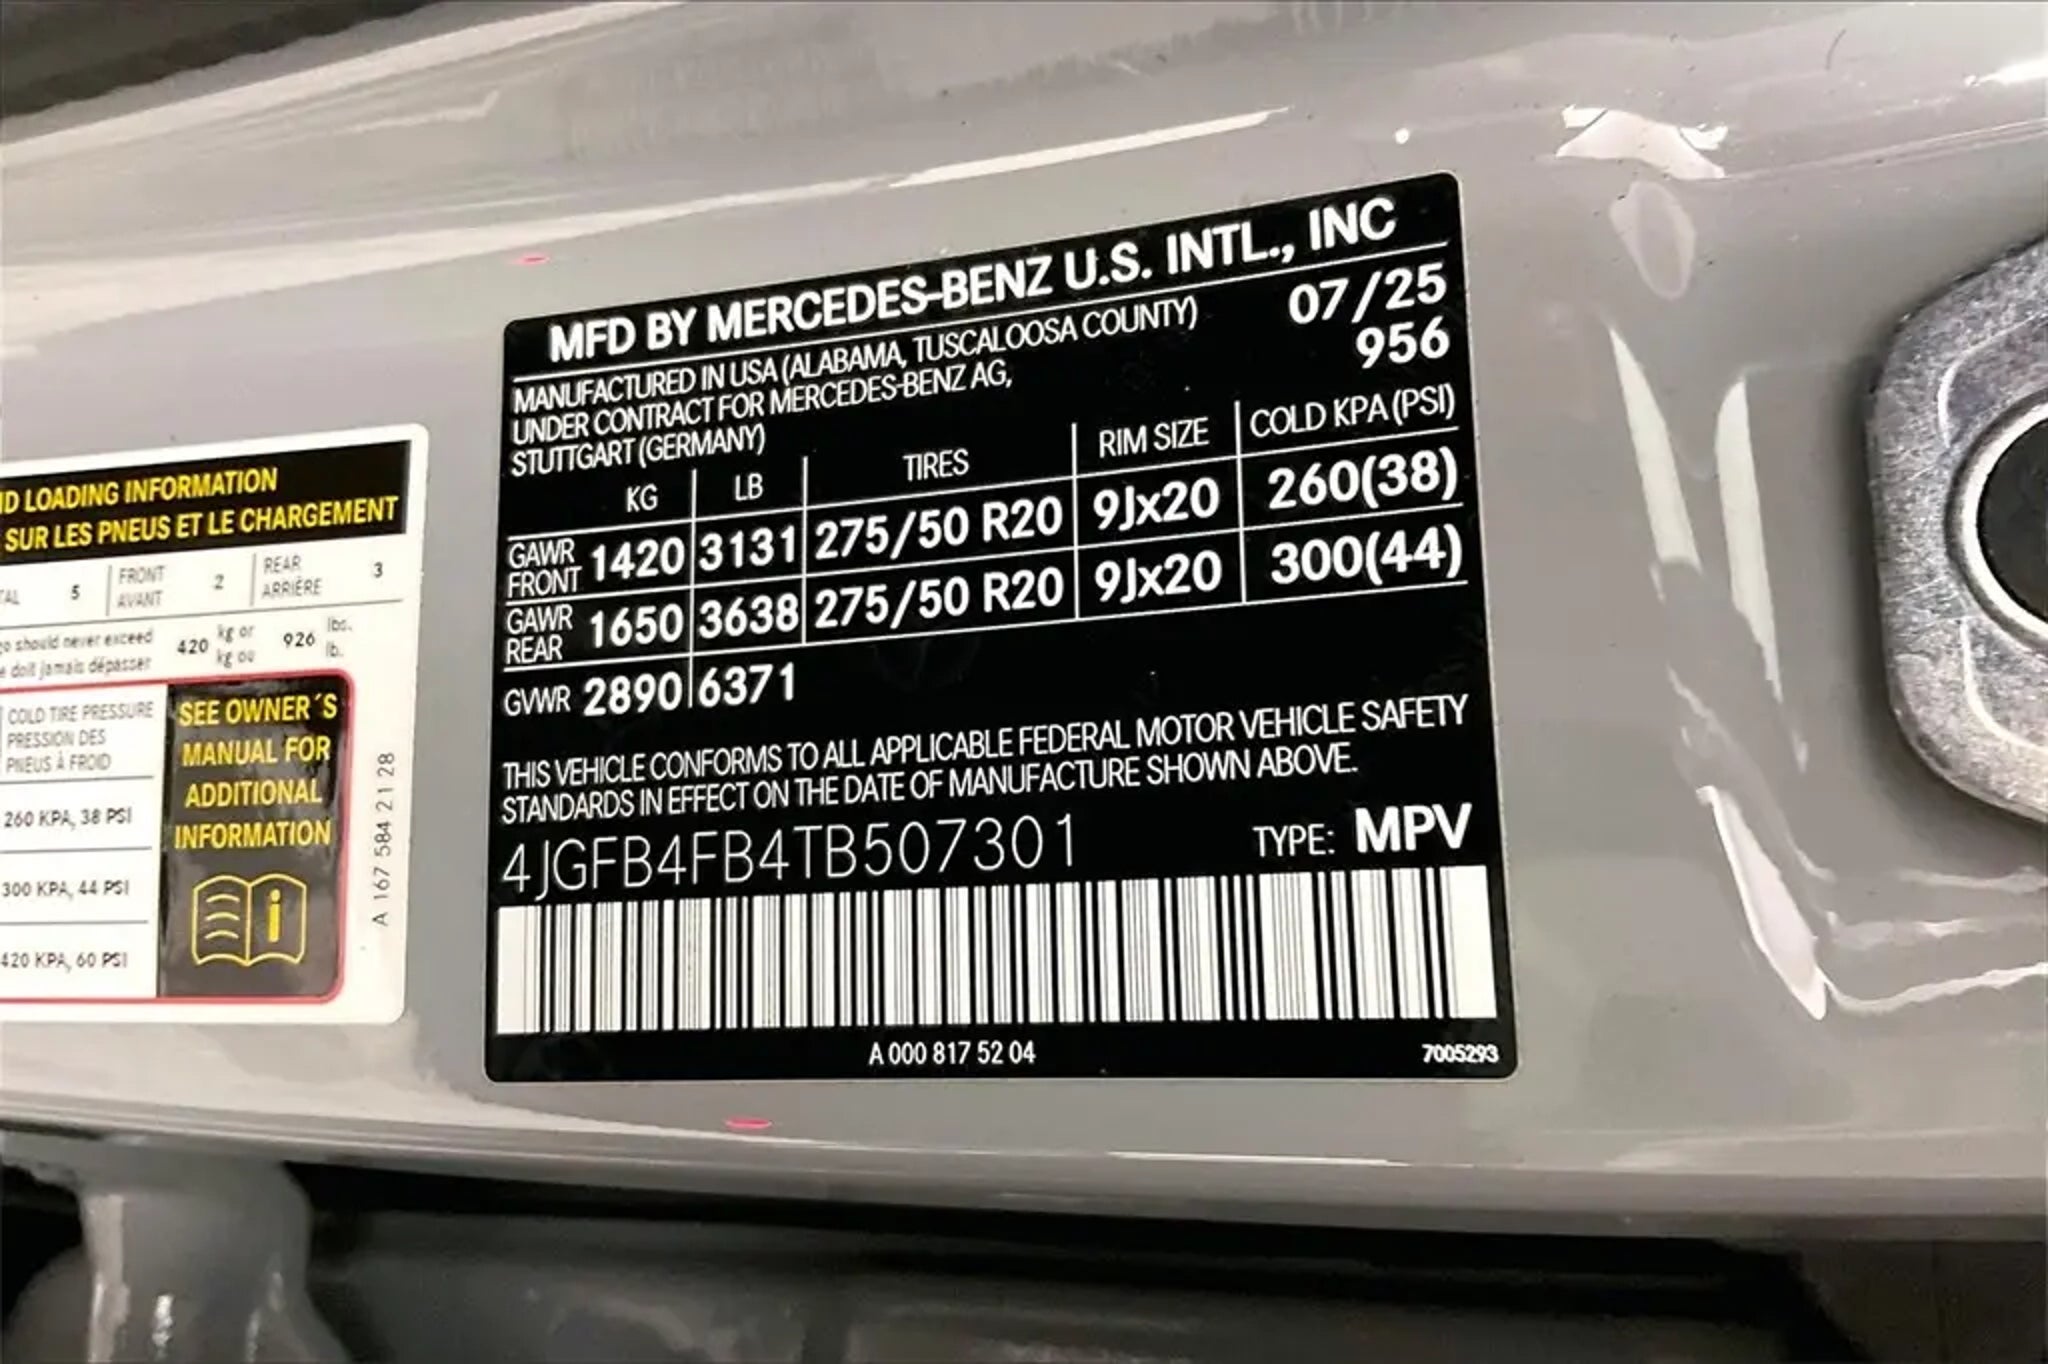 MFD BY MERCEDES-BENZ U.S. INTL., INC
MANUFACTURED IN USA (ALABAMA, TUSCALOOSA COUNTY) 07/25
UNDER CONTRACT FOR MERCEDES-BENZ AG, 956
STUTTGART (GERMANY)
KG LB TIRES RIM SIZE COLD KPA (PSI)
GAWR FRONT 1420 3131 275/50 R20 9Jx20 260(38)
GAWR REAR 1650 3638 275/50 R20 9Jx20 300(44)
GVWR 2890 6371
THIS VEHICLE CONFORMS TO ALL APPLICABLE FEDERAL MOTOR VEHICLE SAFETY
STANDARDS IN EFFECT ON THE DATE OF MANUFACTURE SHOWN ABOVE.
4JGFB4FB4TB507301 TYPE: MPV
A 000 817 52 04 7005293
LOADING INFORMATION
SUR LES PNEUS ET LE CHARGEMENT
5 FRONT AVANT 2 REAR ARRIÈRE 3
should never exceed 420 kg or 926 lbs.
doit jamais dépasser kg ou lb.
COLD TIRE PRESSURE
PRESSION DES
PNEUS À FROID
260 KPA, 38 PSI
300 KPA, 44 PSI
420 KPA, 60 PSI
SEE OWNER´S
MANUAL FOR
ADDITIONAL
INFORMATION
A 167 584 21 28